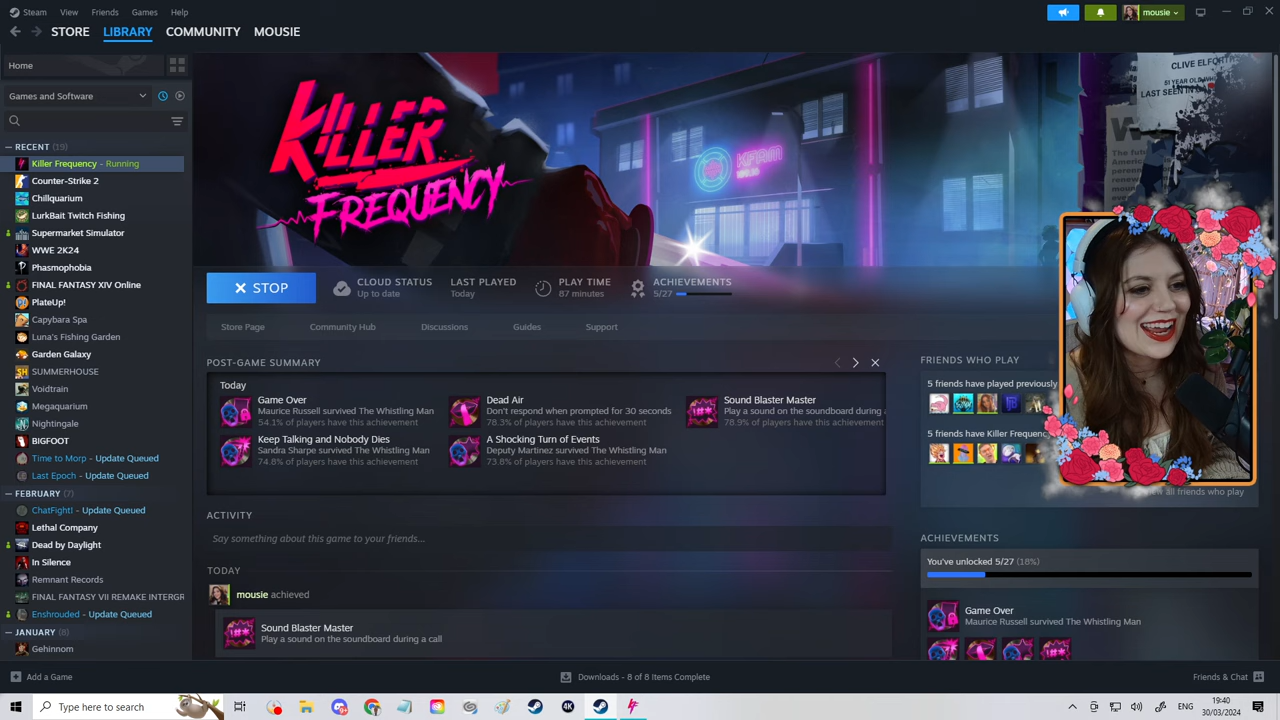 Steam View Friends Games Help
mousie
STORE LIBRARY COMMUNITY MOUSIE
Home
Games and Software
RECENT (19)
Killer Frequency - Running
Counter-Strike 2
Chillquarium
LurkBait Twitch Fishing
Supermarket Simulator
WWE 2K24
Phasmophobia
FINAL FANTASY XIV Online
PlateUp!
Capybara Spa
Luna's Fishing Garden
Garden Galaxy
SUMMERHOUSE
Voidtrain
Megaquarium
Nightingale
BIGFOOT
Time to Morp - Update Queued
Last Epoch - Update Queued
FEBRUARY (7)
ChatFight! - Update Queued
Lethal Company
Dead by Daylight
In Silence
Remnant Records
FINAL FANTASY VII REMAKE INTERGR
Enshrouded - Update Queued
JANUARY (8)
Gehinnom
KILLER
FREQUENCY
KFAM
CLIVE ELFORT
51 YEAR OLD
LAST SEEN IN
STOP
CLOUD STATUS
Up to date
LAST PLAYED
Today
PLAY TIME
87 minutes
ACHIEVEMENTS
5/27
Store Page Community Hub Discussions Guides Support
POST-GAME SUMMARY
Today
Game Over
Maurice Russell survived The Whistling Man
54.1% of players have this achievement
Dead Air
Don't respond when prompted for 30 seconds
78.3% of players have this achievement
Sound Blaster Master
Play a sound on the soundboard during a
78.9% of players have this achievement
Keep Talking and Nobody Dies
Sandra Sharpe survived The Whistling Man
74.8% of players have this achievement
A Shocking Turn of Events
Deputy Martinez survived The Whistling Man
73.8% of players have this achievement
ACTIVITY
Say something about this game to your friends...
TODAY
mousie achieved
Sound Blaster Master
Play a sound on the soundboard during a call
FRIENDS WHO PLAY
5 friends have played previously
5 friends have Killer Frequenc
all friends who play
ACHIEVEMENTS
You've unlocked 5/27 (18%)
Game Over
Maurice Russell survived The Whistling Man
Add a Game
Downloads - 8 of 8 Items Complete
Friends & Chat
Type here to search
4K
ENG
19:40
30/03/2024